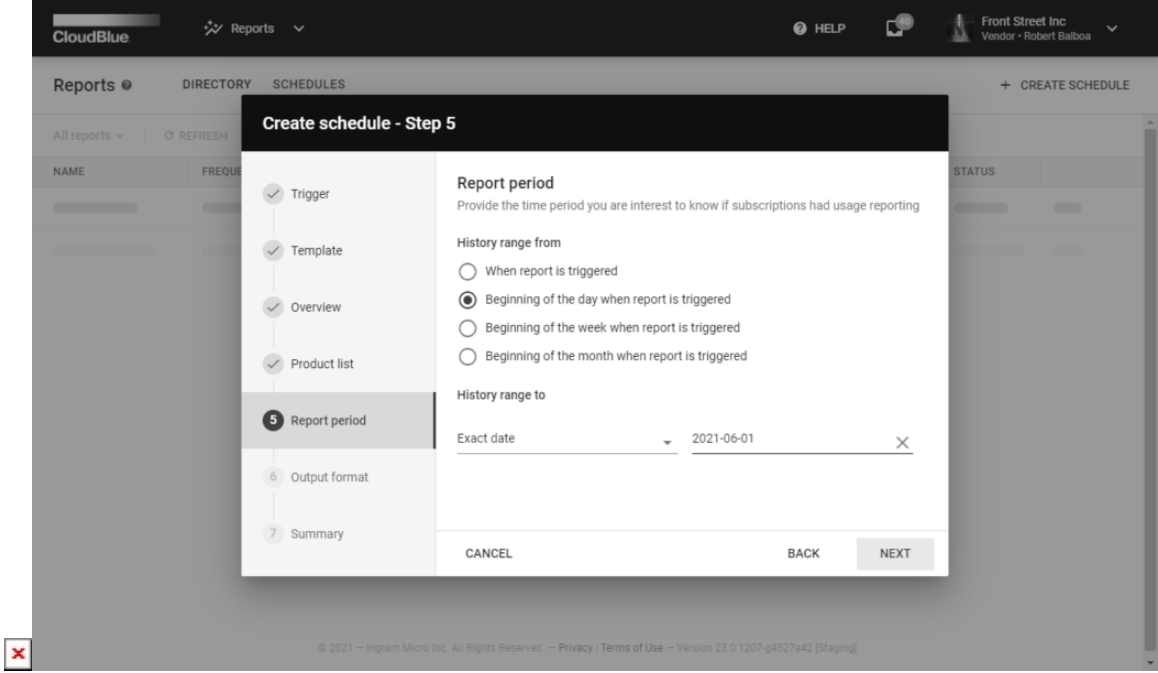 CloudBlue
Reports
HELP
40
Front Street Inc
Vendor • Robert Balboa
Reports
DIRECTORY
SCHEDULES
+ CREATE SCHEDULE
All reports
REFRESH
NAME
FREQUE
STATUS
Create schedule - Step 5
Trigger
Template
Overview
Product list
5 Report period
6 Output format
7 Summary
Report period
Provide the time period you are interest to know if subscriptions had usage reporting
History range from
When report is triggered
Beginning of the day when report is triggered
Beginning of the week when report is triggered
Beginning of the month when report is triggered
History range to
Exact date
2021-06-01
CANCEL
BACK
NEXT
© 2021 — Ingram Micro Inc. All Rights Reserved. — Privacy | Terms of Use — Version 23.0.1207-g4527a42 [Staging]